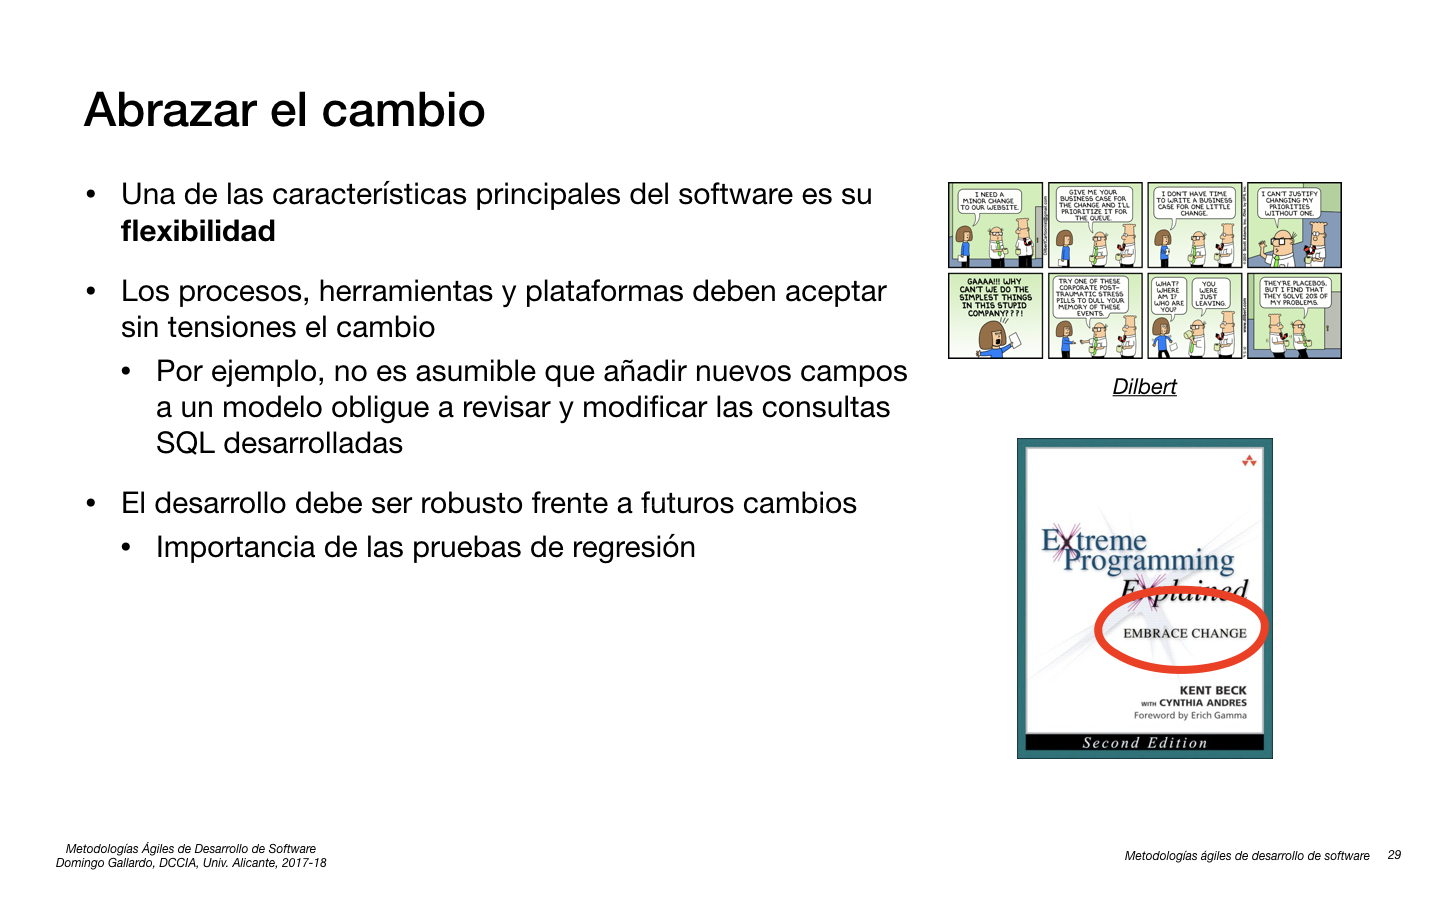 Abrazar el cambio
• Una de las características principales del software es su
flexibilidad
• Los procesos, herramientas y plataformas deben aceptar
sin tensiones el cambio
• Por ejemplo, no es asumible que añadir nuevos campos
a un modelo obligue a revisar y modificar las consultas
SQL desarrolladas
• El desarrollo debe ser robusto frente a futuros cambios
• Importancia de las pruebas de regresión
I NEED A
MINOR CHANGE
TO OUR WEBSITE.
GIVE ME YOUR
BUSINESS CASE FOR
THE CHANGE AND I'LL
PRIORITIZE IT FOR
THE QUEUE.
I DON'T HAVE TIME
TO WRITE A BUSINESS
CASE FOR ONE LITTLE
CHANGE.
I CAN'T JUSTIFY
CHANGING MY
PRIORITIES
WITHOUT ONE.
GAAAA!!! WHY
CAN'T WE DO THE
SIMPLEST THINGS
IN THIS STUPID
COMPANY???!
TRY ONE OF THESE
CORPORATE POST-
TRAUMATIC STRESS
PILLS TO DULL YOUR
MEMORY OF THESE
EVENTS.
WHAT?
WHERE
AM I?
WHO ARE
YOU?
YOU
WERE
JUST
LEAVING.
THEY'RE PLACEBOS,
BUT I FIND THAT
THEY SOLVE 20% OF
MY PROBLEMS.
www.dilbert.com
Dilbert
Extreme
Programming
Explained
EMBRACE CHANGE
KENT BECK
WITH CYNTHIA ANDRES
Foreword by Erich Gamma
Second Edition
Metodologías Ágiles de Desarrollo de Software
Domingo Gallardo, DCCIA, Univ. Alicante, 2017-18
Metodologías ágiles de desarrollo de software 29